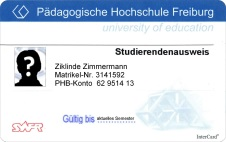 Pädagogische Hochschule Freiburg
university of education
Studierendenausweis
Ziklinde Zimmermann
Matrikel-Nr. 3141592
PHB-Konto 62 9514 13
Gültig bis aktuelles Semester
SWFR
InterCard